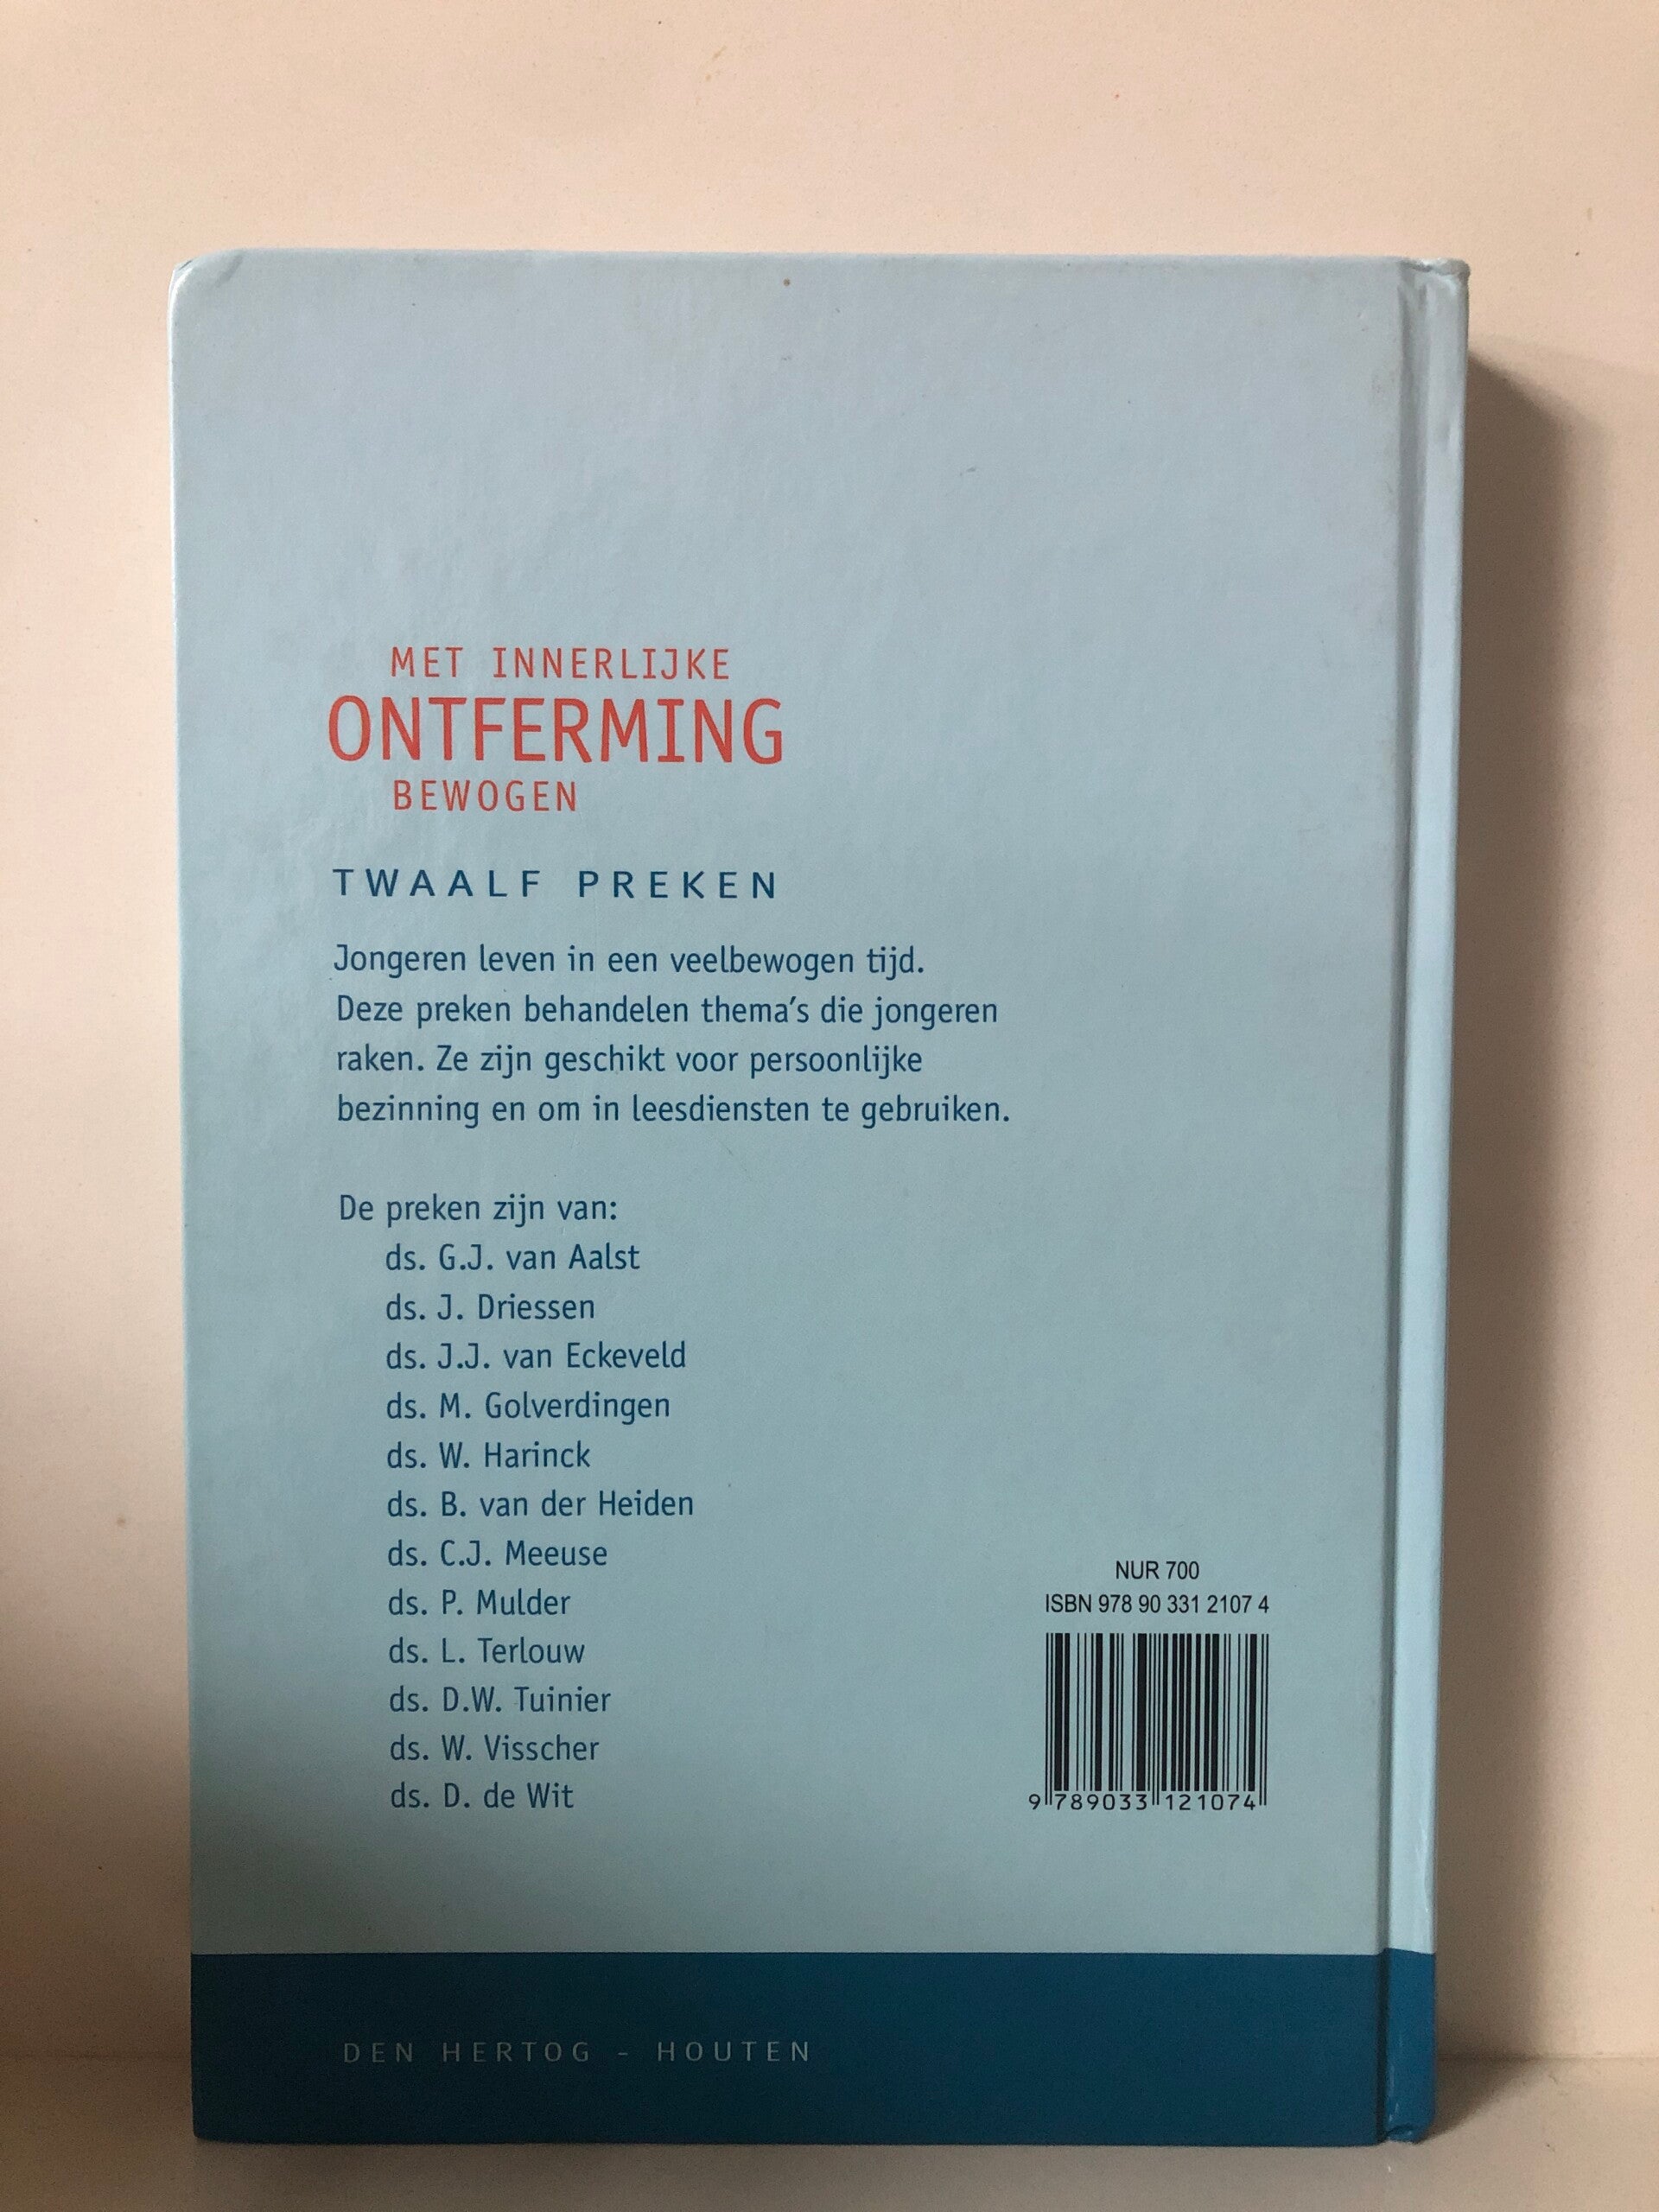 MET INNERLIJKE
ONTFERMING
BEWOGEN
TWAALF PREKEN
Jongeren leven in een veelbewogen tijd.
Deze preken behandelen thema's die jongeren
raken. Ze zijn geschikt voor persoonlijke
bezinning en om in leesdiensten te gebruiken.
De preken zijn van:
ds. G.J. van Aalst
ds. J. Driessen
ds. J.J. van Eckeveld
ds. M. Golverdingen
ds. W. Harinck
ds. B. van der Heiden
ds. C.J. Meeuse
ds. P. Mulder
ds. L. Terlouw
ds. D.W. Tuinier
ds. W. Visscher
ds. D. de Wit
NUR 700
ISBN 978 90 331 2107 4
9 789033 121074
DEN HERTOG - HOUTEN